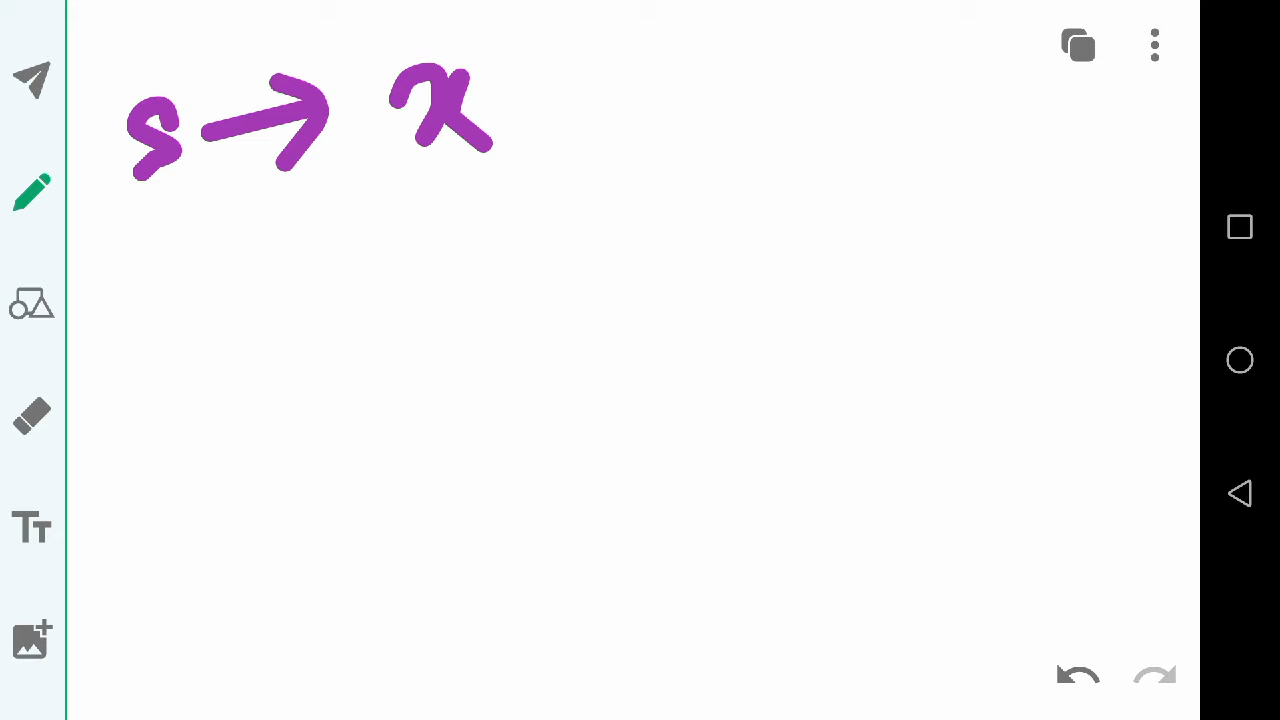 s → x